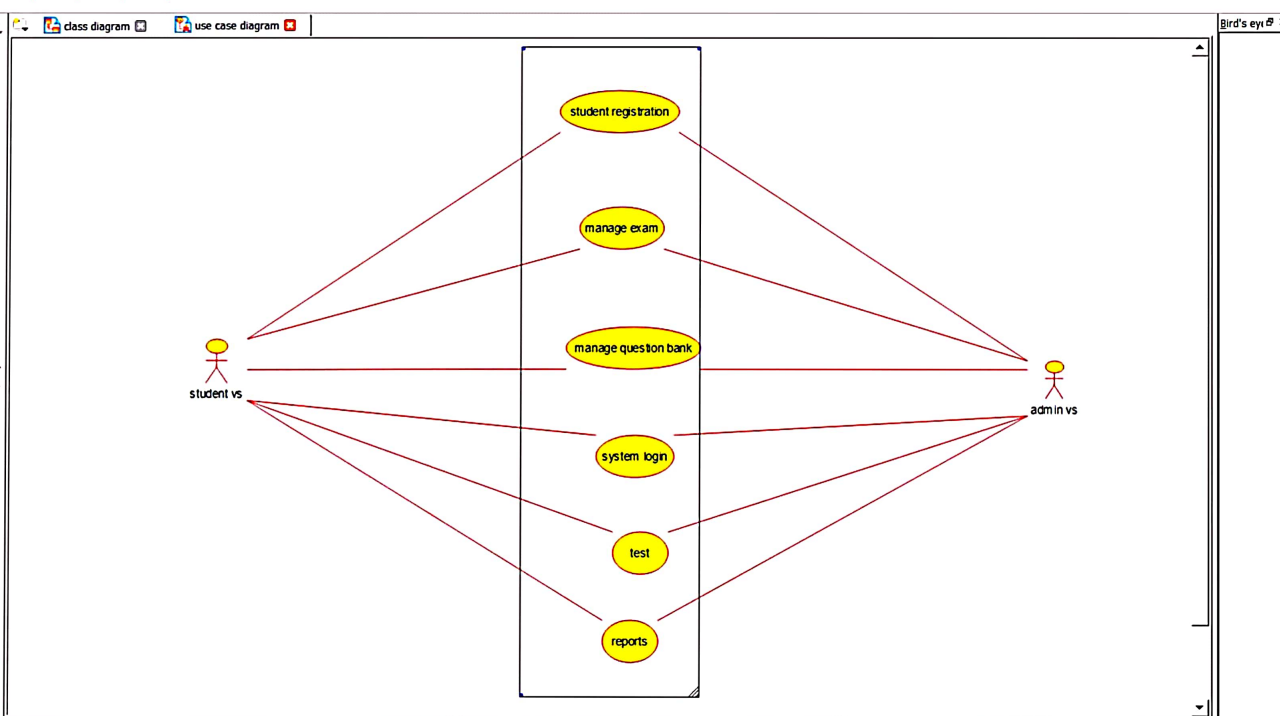 class diagram
use case diagram
Bird's eye
student registration
manage exam
manage question bank
student vs
admin vs
system login
test
reports